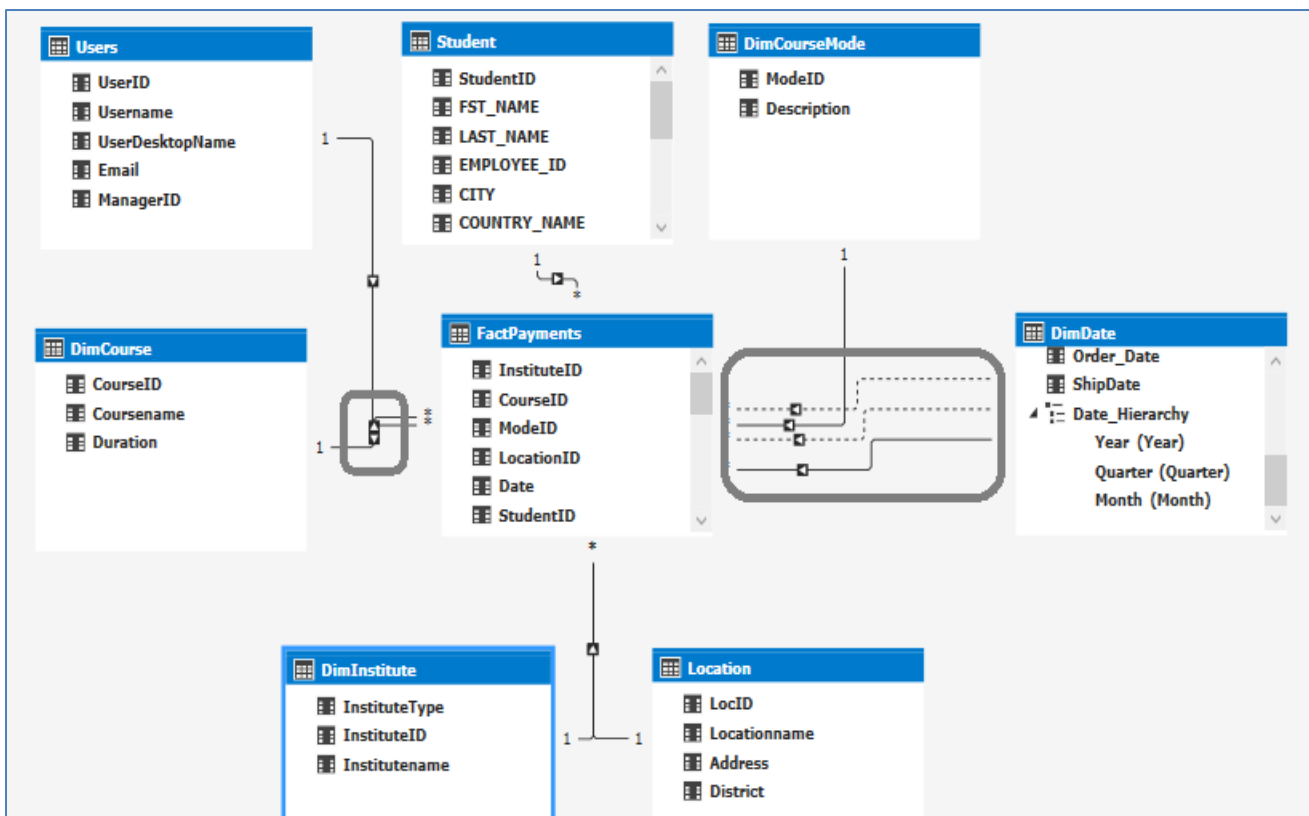 Users
UserID
Username
UserDesktopName
Email
ManagerID
1
Student
StudentID
FST_NAME
LAST_NAME
EMPLOYEE_ID
CITY
COUNTRY_NAME
1
*
DimCourseMode
ModeID
Description
1
DimCourse
CourseID
Coursename
Duration
1
*
*
FactPayments
InstituteID
CourseID
ModeID
LocationID
Date
StudentID
*
DimDate
Order_Date
ShipDate
Date_Hierarchy
Year (Year)
Quarter (Quarter)
Month (Month)
DimInstitute
InstituteType
InstituteID
Institutename
1
1
Location
LocID
Locationname
Address
District